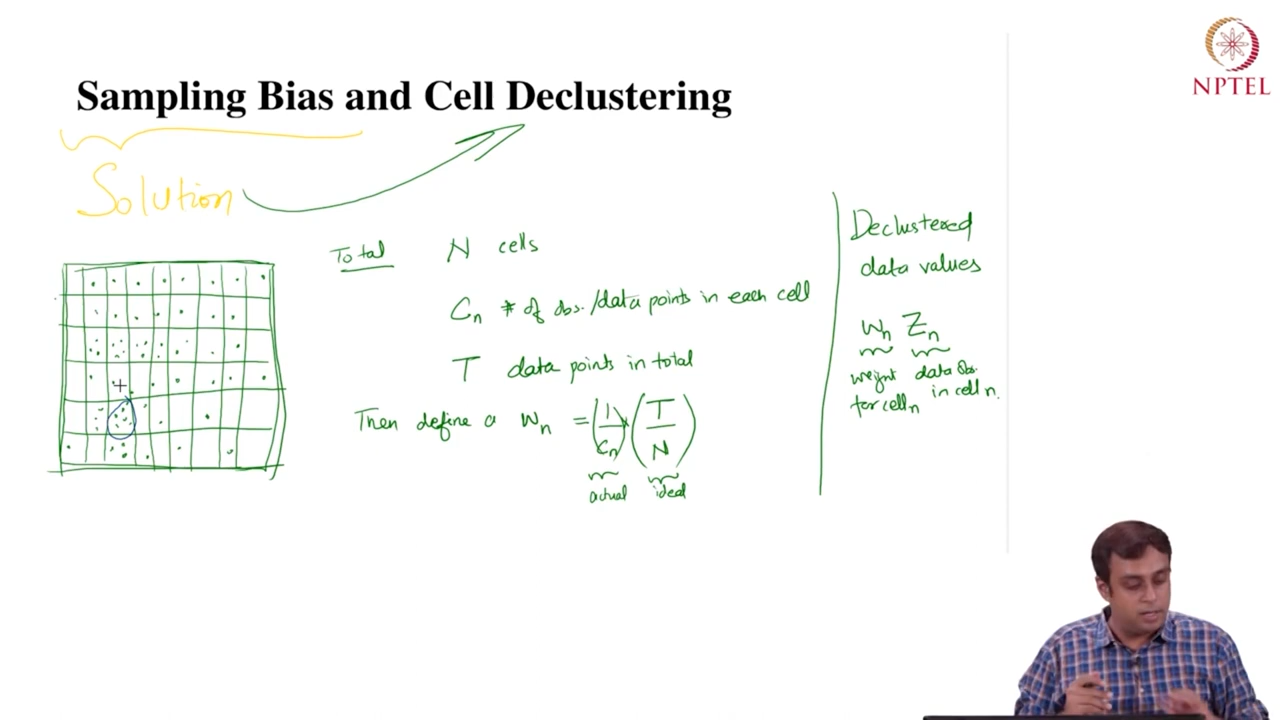 NPTEL
Sampling Bias and Cell Declustering
Solution
Total N cells
Cn # of obs./data points in each cell
T data points in total
Then define a wn = (1/Cn) x (T/N)
actual ideal
Declustered
data values
wn Zn
weight data obs.
for cell n in cell n.